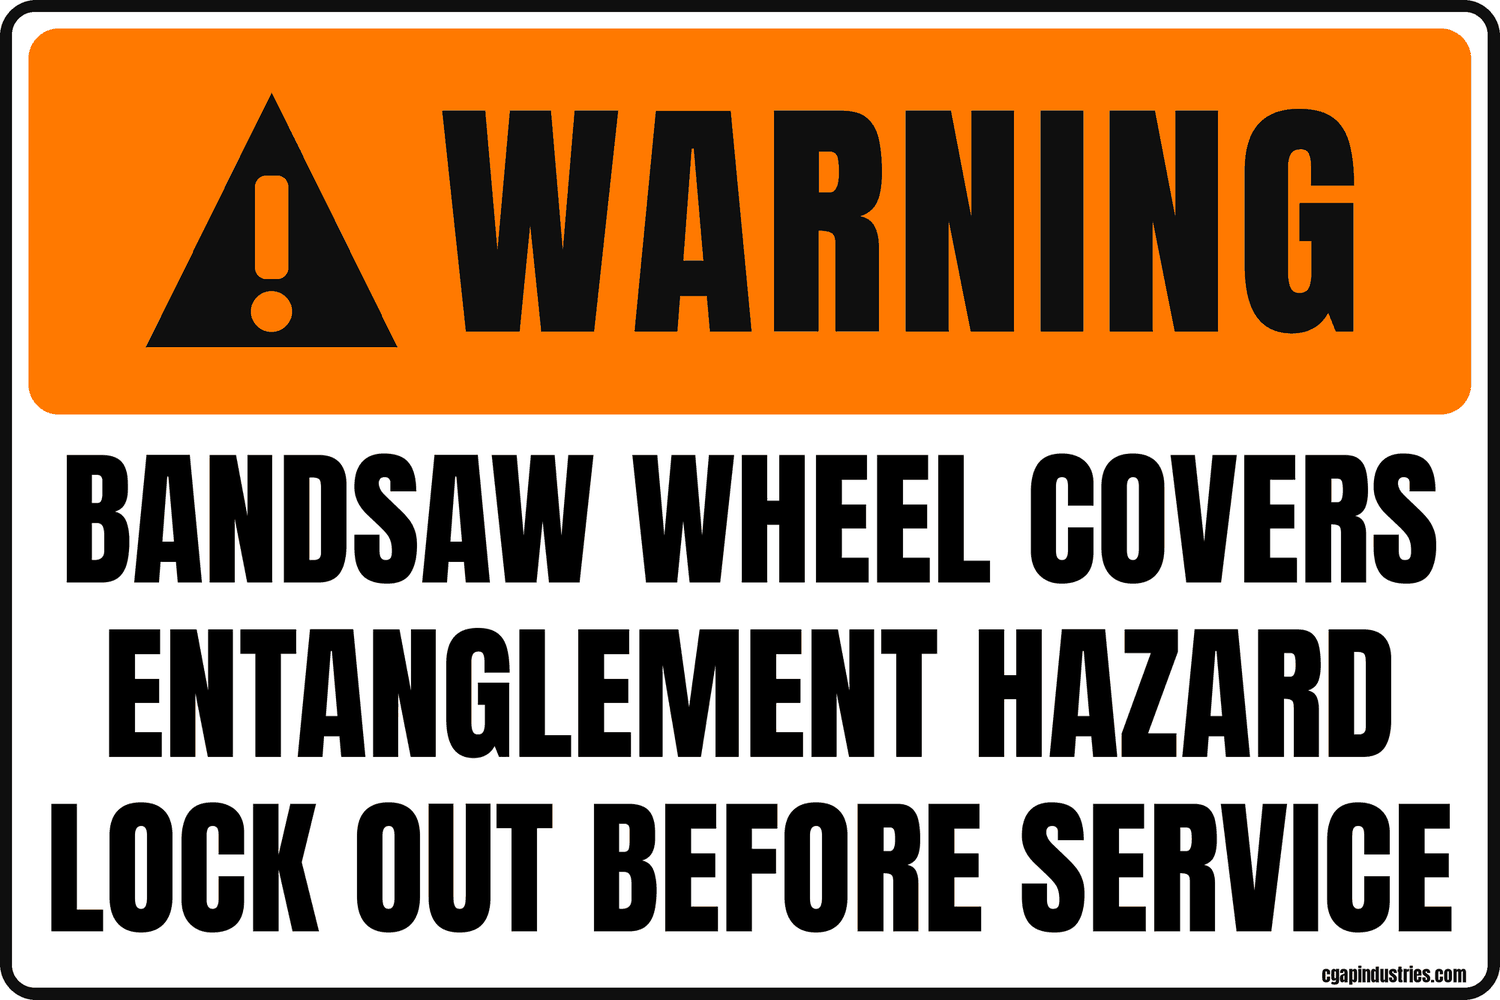 WARNING
BANDSAW WHEEL COVERS
ENTANGLEMENT HAZARD
LOCK OUT BEFORE SERVICE
cgapindustries.com